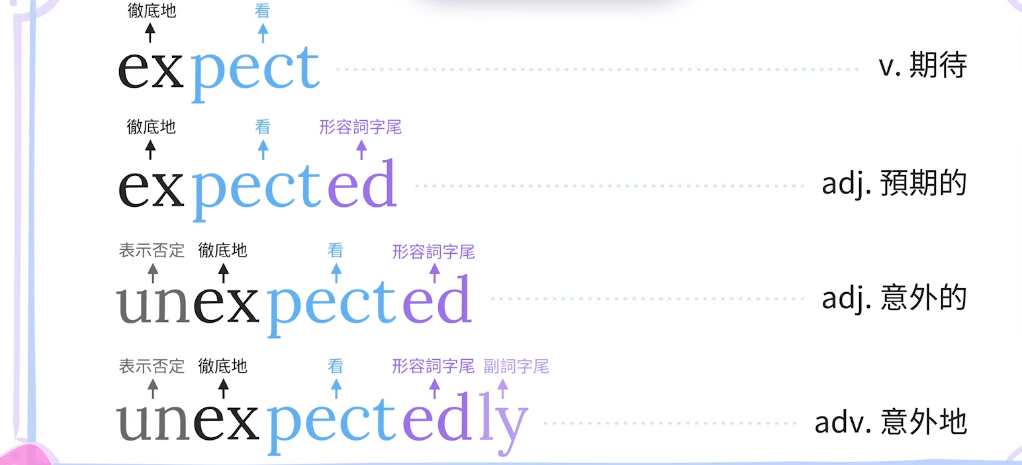 徹底地 看
expect v. 期待
徹底地 看 形容詞字尾
expected adj. 預期的
表示否定 徹底地 看 形容詞字尾
unexpected adj. 意外的
表示否定 徹底地 看 形容詞字尾 副詞字尾
unexpectedly adv. 意外地